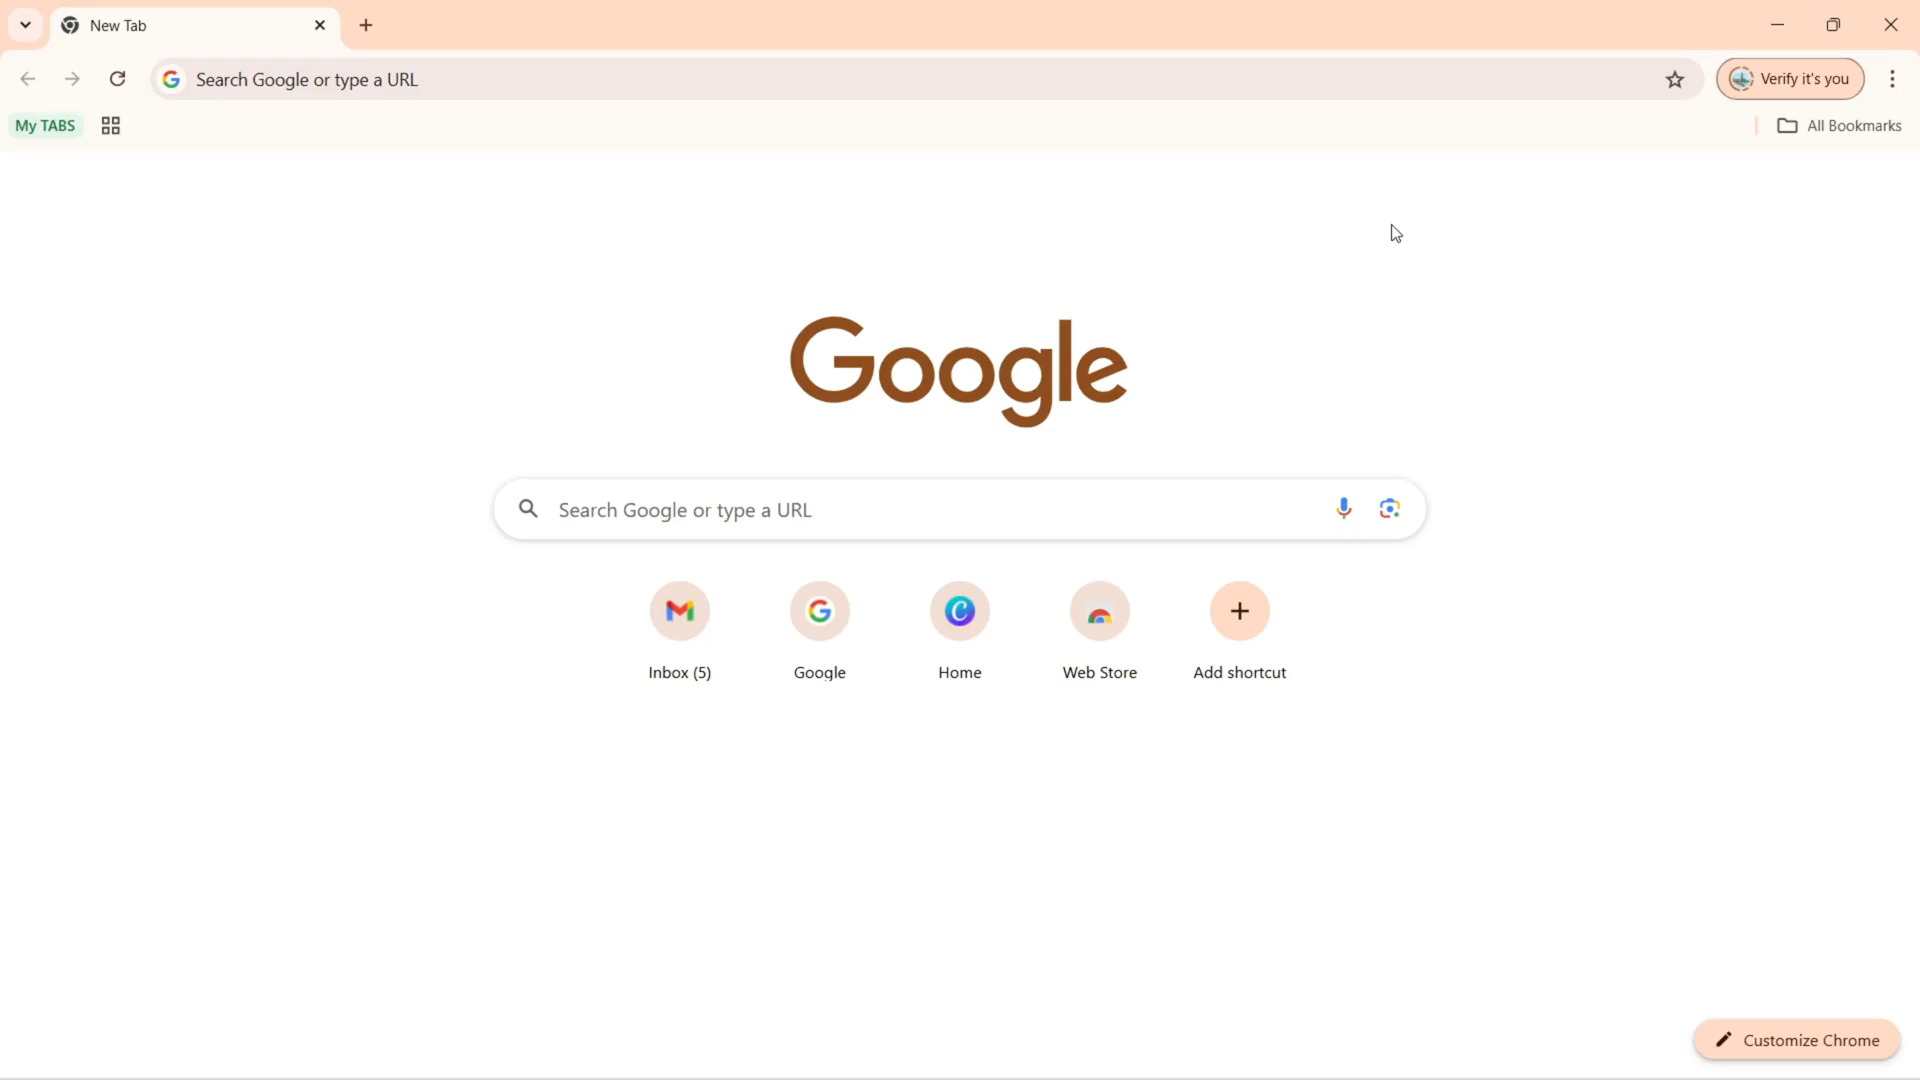 New Tab
Search Google or type a URL
Verify it's you
My TABS
All Bookmarks
Google
Search Google or type a URL
Inbox (5)
Google
Home
Web Store
Add shortcut
Customize Chrome